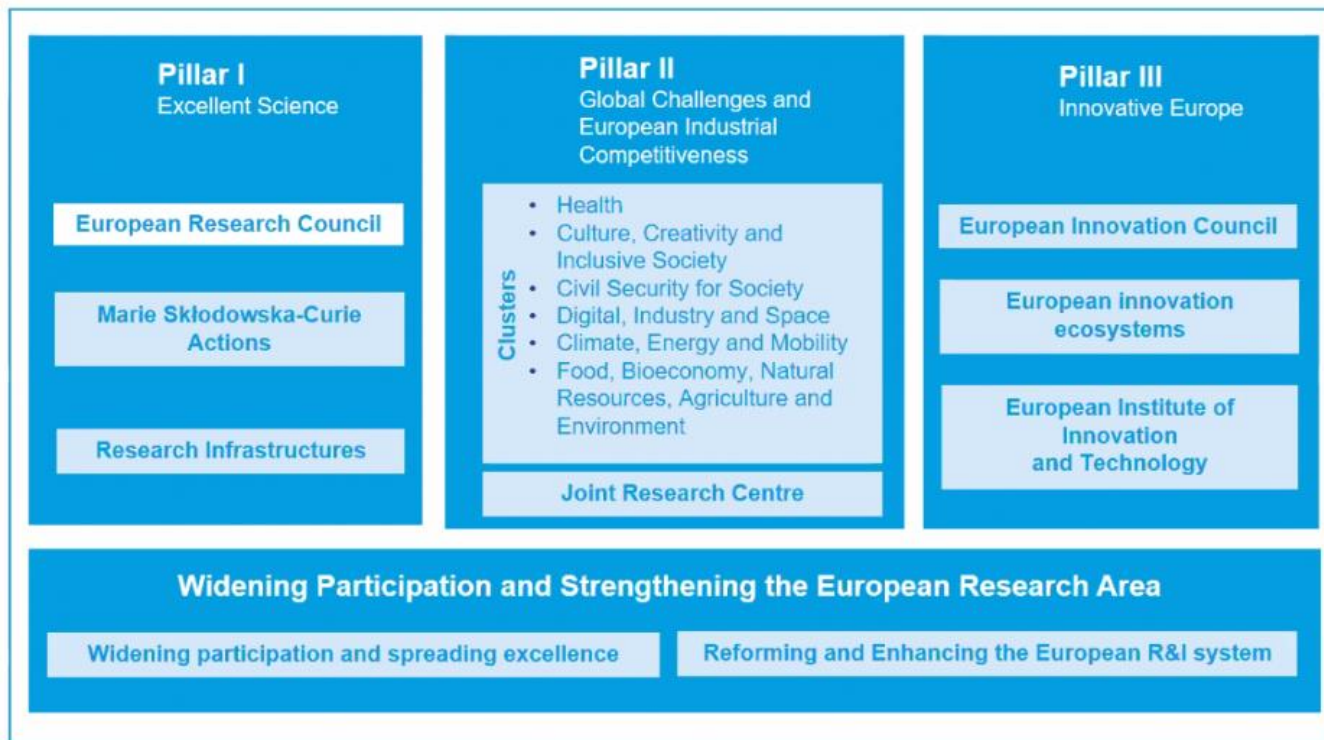 Pillar I
Excellent Science
European Research Council
Marie Skłodowska-Curie
Actions
Research Infrastructures
Pillar II
Global Challenges and
European Industrial
Competitiveness
Clusters
• Health
• Culture, Creativity and
Inclusive Society
• Civil Security for Society
• Digital, Industry and Space
• Climate, Energy and Mobility
• Food, Bioeconomy, Natural
Resources, Agriculture and
Environment
Joint Research Centre
Pillar III
Innovative Europe
European Innovation Council
European innovation
ecosystems
European Institute of
Innovation
and Technology
Widening Participation and Strengthening the European Research Area
Widening participation and spreading excellence
Reforming and Enhancing the European R&I system